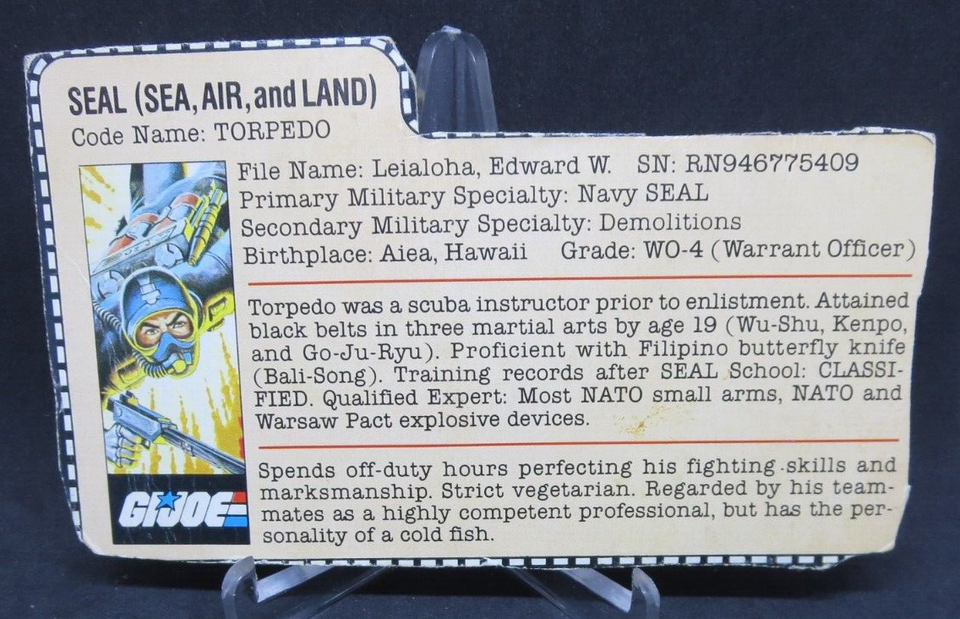 SEAL (SEA, AIR, and LAND)
Code Name: TORPEDO
File Name: Leialoha, Edward W. SN: RN946775409
Primary Military Specialty: Navy SEAL
Secondary Military Specialty: Demolitions
Birthplace: Aiea, Hawaii Grade: WO-4 (Warrant Officer)
Torpedo was a scuba instructor prior to enlistment. Attained
black belts in three martial arts by age 19 (Wu-Shu, Kenpo,
and Go-Ju-Ryu). Proficient with Filipino butterfly knife
(Bali-Song). Training records after SEAL School: CLASSI-
FIED. Qualified Expert: Most NATO small arms, NATO and
Warsaw Pact explosive devices.
Spends off-duty hours perfecting his fighting skills and
marksmanship. Strict vegetarian. Regarded by his team-
mates as a highly competent professional, but has the per-
sonality of a cold fish.
GI JOE